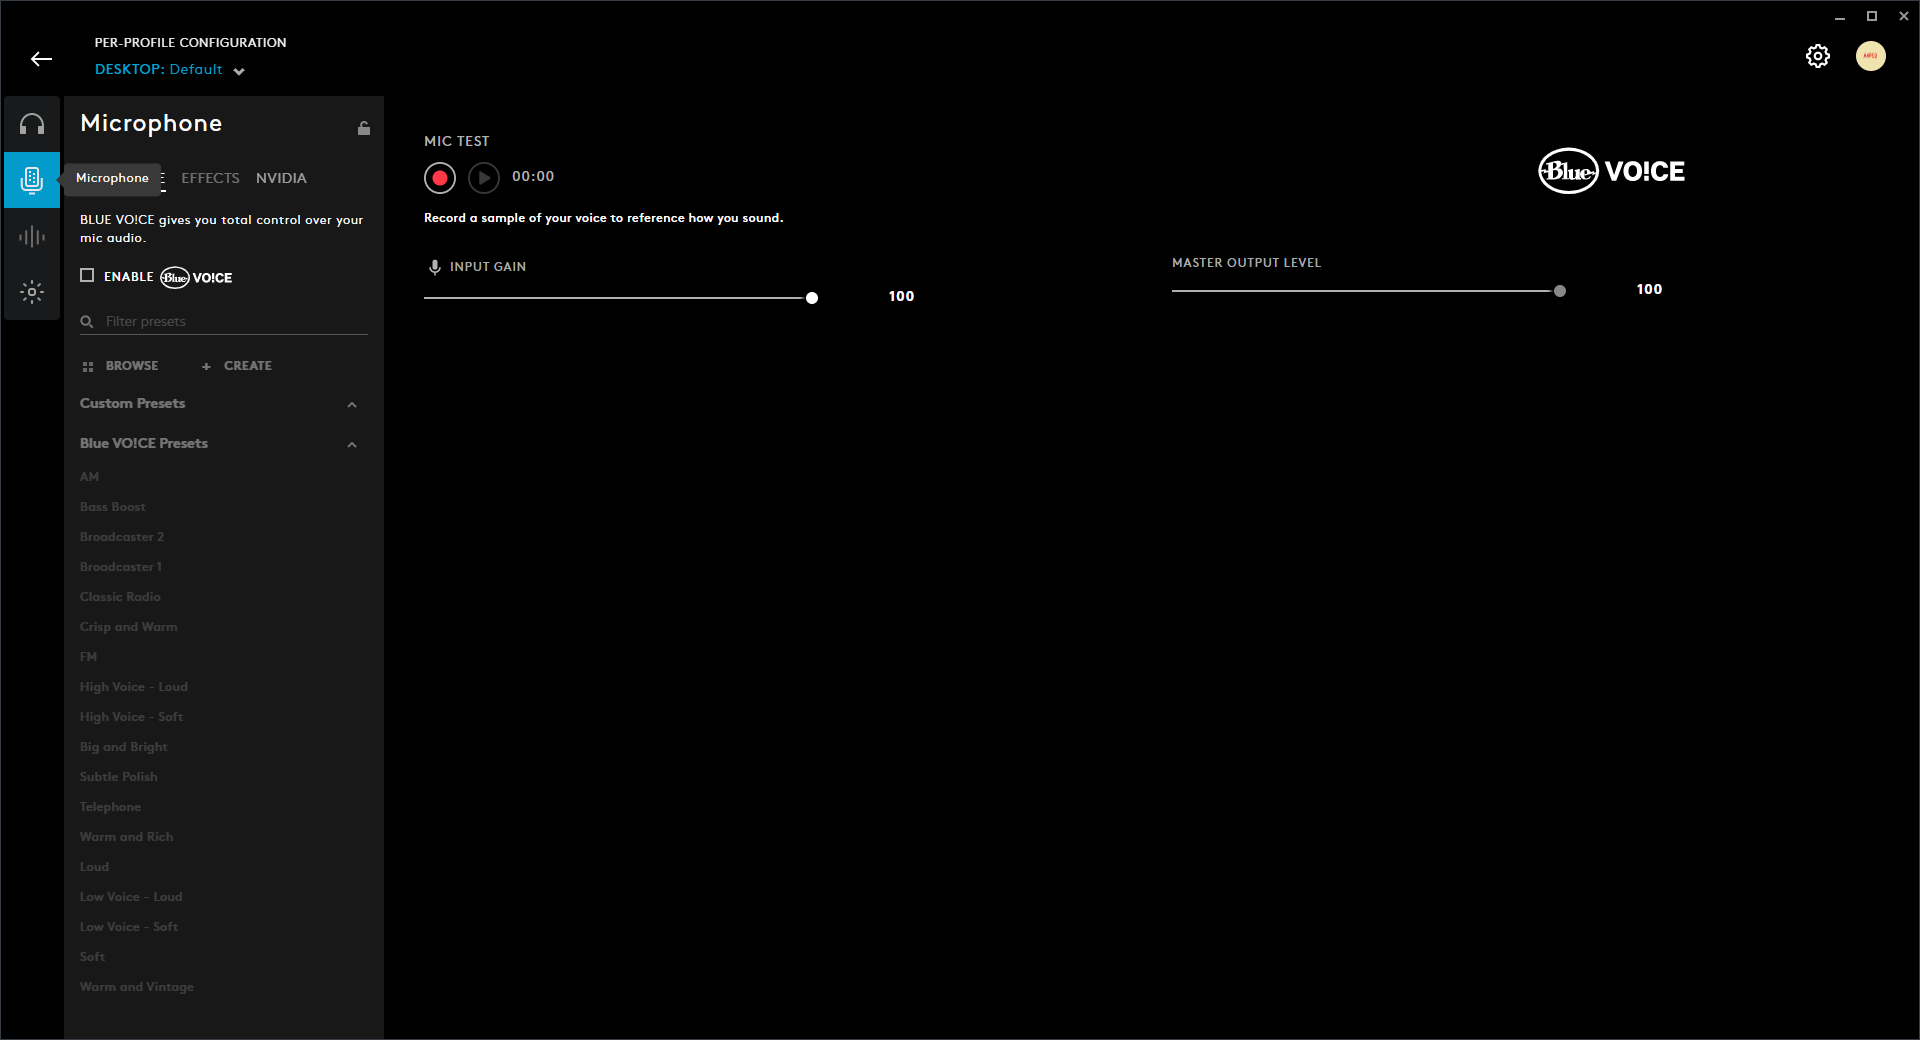 PER-PROFILE CONFIGURATION
DESKTOP: Default
Microphone
Microphone
E
EFFECTS
NVIDIA
BLUE VO!CE gives you total control over your
mic audio.
ENABLE Blue VO!CE
Filter presets
BROWSE
+ CREATE
Custom Presets
Blue VO!CE Presets
AM
Bass Boost
Broadcaster 2
Broadcaster 1
Classic Radio
Crisp and Warm
FM
High Voice - Loud
High Voice - Soft
Big and Bright
Subtle Polish
Telephone
Warm and Rich
Loud
Low Voice - Loud
Low Voice - Soft
Soft
Warm and Vintage
MIC TEST
00:00
Record a sample of your voice to reference how you sound.
INPUT GAIN
100
Blue VO!CE
MASTER OUTPUT LEVEL
100